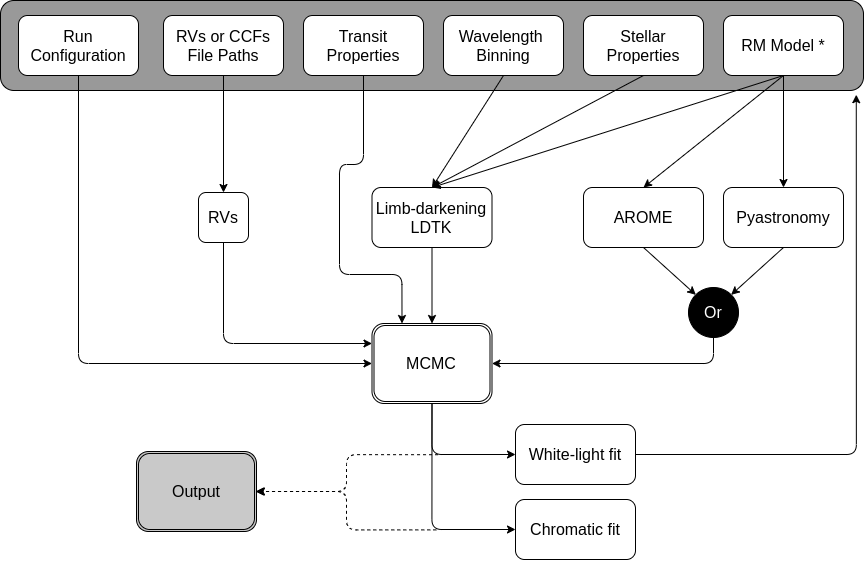 Run
Configuration
RVs or CCFs
File Paths
Transit
Properties
Wavelength
Binning
Stellar
Properties
RM Model *
RVs
Limb-darkening
LDTK
AROME
Pyastronomy
Or
MCMC
White-light fit
Output
Chromatic fit